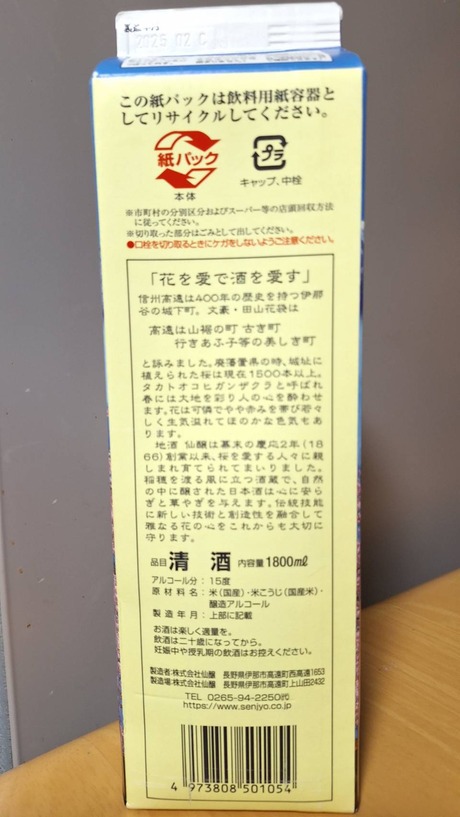 製造年月
2025 02 C
この紙パックは飲料用紙容器と
してリサイクルしてください。
紙パック
本体
プラ
キャップ、中栓
※市町村の分別区分およびスーパー等の店頭回収方法
に従ってください。
※切り取った部分はごみとして出してください。
●口栓を切り取るときにケガをしないようご注意ください。
「花を愛で酒を愛す」
信州高遠は400年の歴史を持つ伊那
谷の城下町。文豪・田山花袋は
高遠は山裾の町 古き町
行きあふ子等の美しき町
と詠みました。廃藩置県の時、城址に
植えられた桜は現在1500本以上。
タカトオコヒガンザクラと呼ばれ
春には大地を彩り人の心を酔わせ
ます。花は可憐でやや赤みを帯び若々
しく生気溢れてほのかな色気もあ
ります。
地酒 仙醸は幕末の慶応2年(18
66)創業以来、桜を愛する人々に親
しまれ育てられてまいりました。
稲穂を渡る風に立つ酒蔵で、自然
の中に醸された日本酒は心に安ら
ぎと華やぎを与えます。伝統技能
に新しい技術と創造性を融合して
雅なる花の心をこれからも大切に
守ります。
品目 清酒 内容量 1800ml
アルコール分：15度
原材料名：米(国産)・米こうじ(国産米)・
醸造アルコール
製造年月：上部に記載
お酒は楽しく適量を。
飲酒は二十歳になってから。
妊娠中や授乳期の飲酒はお控えください。
製造者:株式会社仙醸 長野県伊那市高遠町西高遠1653
製造場:株式会社仙醸 長野県伊那市高遠町上山田2432
TEL 0265-94-2250㈹
https://www.senjyo.co.jp
4 973808 501054